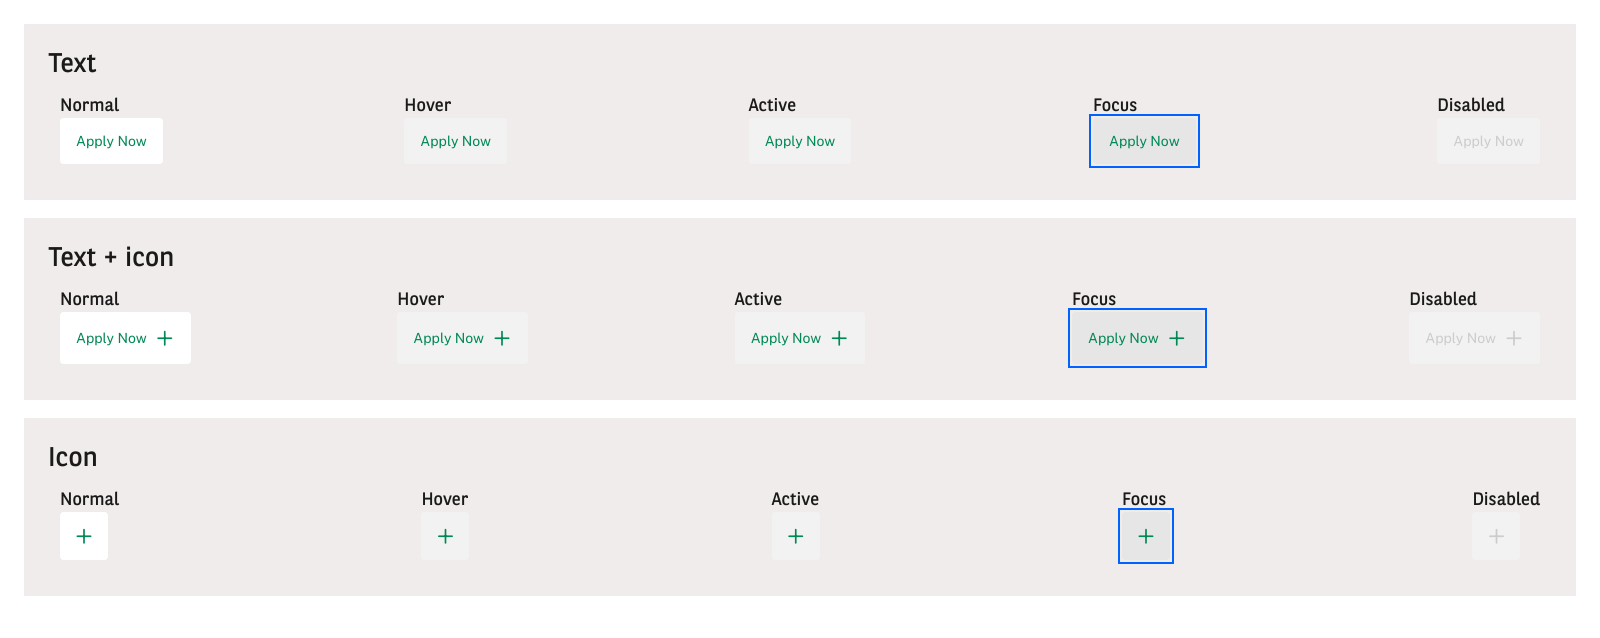 Text
Normal Hover Active Focus Disabled
Apply Now Apply Now Apply Now Apply Now Apply Now
Text + icon
Normal Hover Active Focus Disabled
Apply Now Apply Now Apply Now Apply Now Apply Now
Icon
Normal Hover Active Focus Disabled